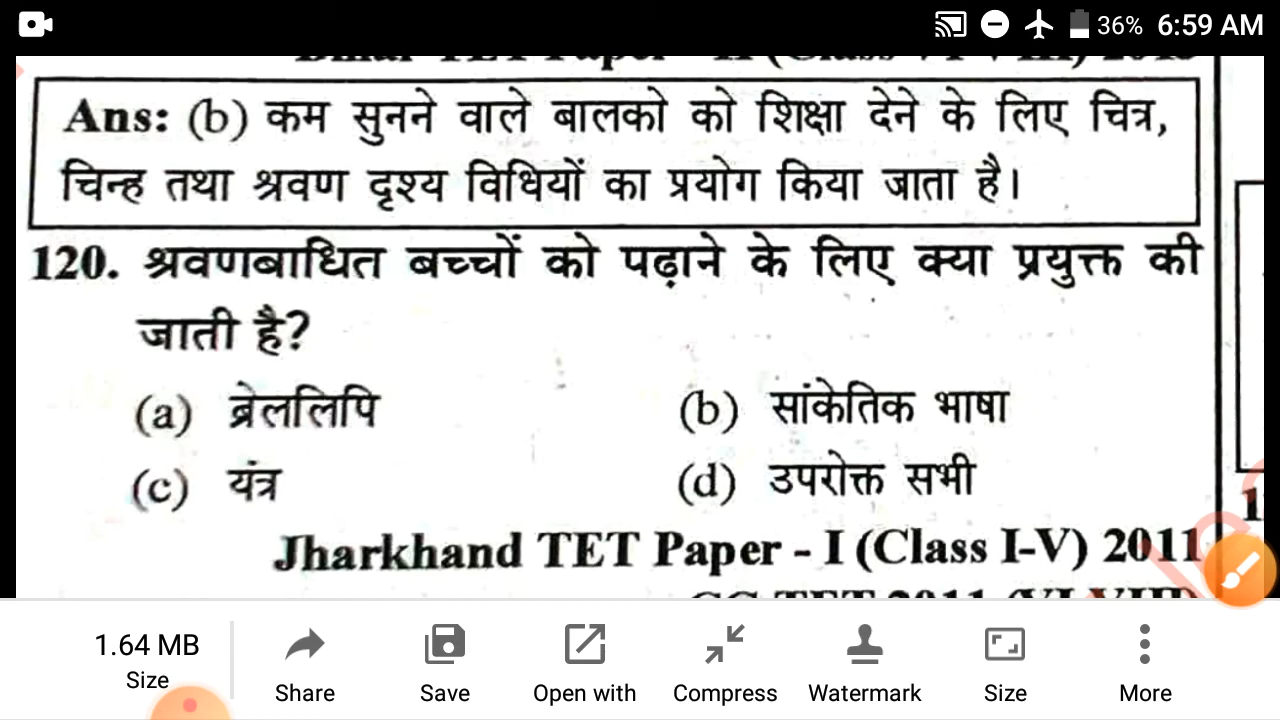 36% 6:59 AM
Ans: (b) कम सुनने वाले बालको को शिक्षा देने के लिए चित्र,
चिन्ह तथा श्रवण दृश्य विधियों का प्रयोग किया जाता है।
120. श्रवणबाधित बच्चों को पढ़ाने के लिए क्या प्रयुक्त की
जाती है?
(a) ब्रेललिपि (b) सांकेतिक भाषा
(c) यंत्र (d) उपरोक्त सभी
Jharkhand TET Paper - I (Class I-V) 2011
1.64 MB
Size
Share Save Open with Compress Watermark Size More